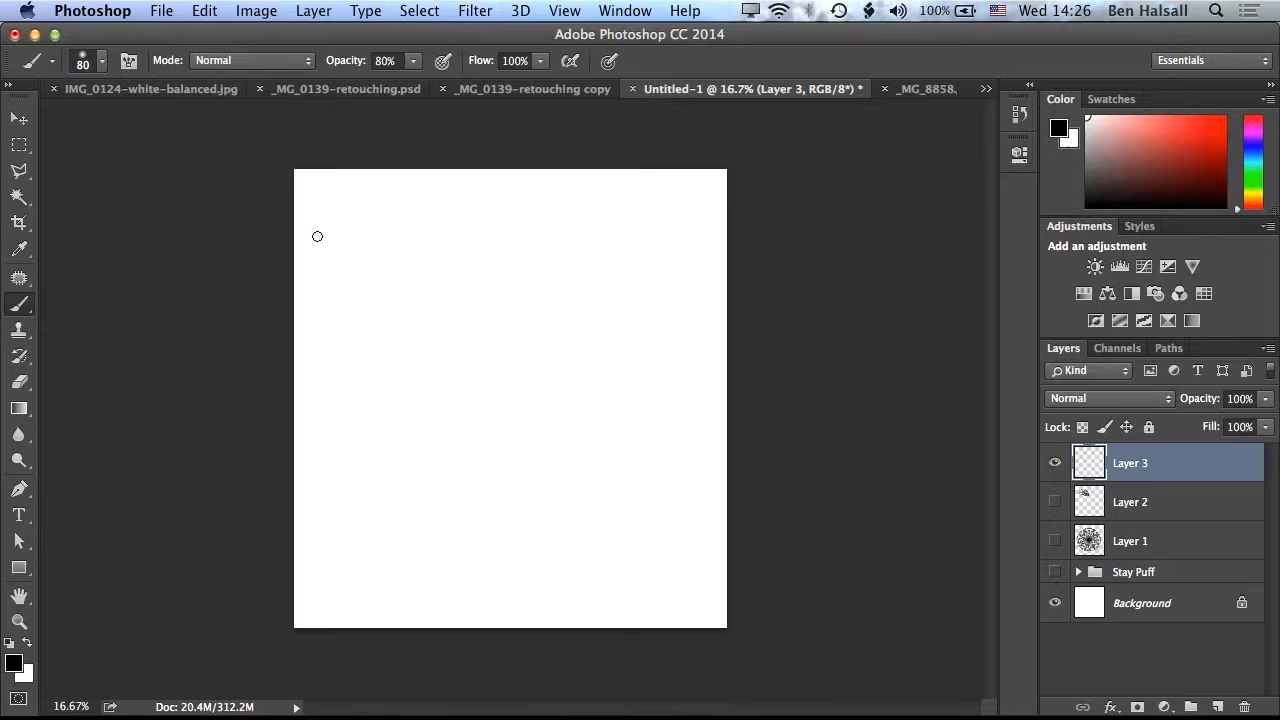 Photoshop File Edit Image Layer Type Select Filter 3D View Window Help 100% Wed 14:26 Ben Halsall
Adobe Photoshop CC 2014
80 Mode: Normal Opacity: 80% Flow: 100% Essentials
IMG_0124-white-balanced.jpg _MG_0139-retouching.psd _MG_0139-retouching copy Untitled-1 @ 16.7% (Layer 3, RGB/8*) * _MG_8858.
Color Swatches
Adjustments Styles
Add an adjustment
Layers Channels Paths
Kind
Normal Opacity: 100%
Lock: Fill: 100%
Layer 3
Layer 2
Layer 1
Stay Puff
Background
16.67% Doc: 20.4M/312.2M